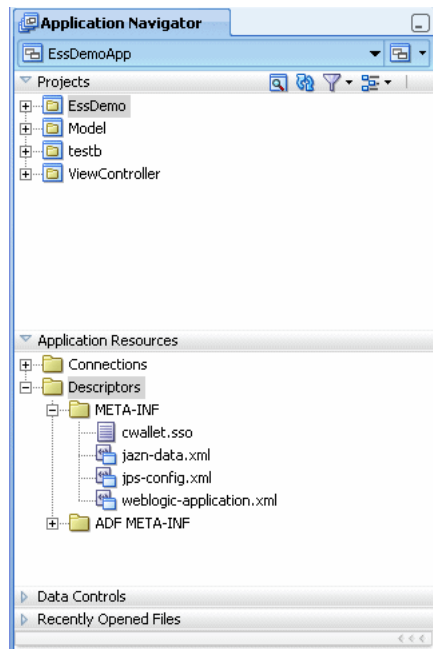 Application Navigator
EssDemoApp
Projects
EssDemo
Model
testb
ViewController
Application Resources
Connections
Descriptors
META-INF
cwallet.sso
jazn-data.xml
jps-config.xml
weblogic-application.xml
ADF META-INF
Data Controls
Recently Opened Files